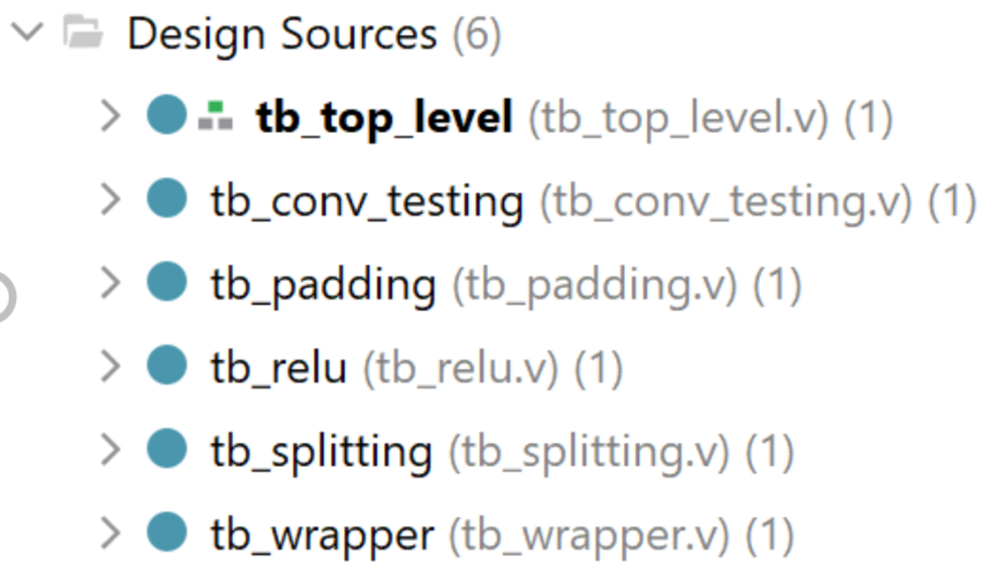 Design Sources (6)
tb_top_level (tb_top_level.v) (1)
tb_conv_testing (tb_conv_testing.v) (1)
tb_padding (tb_padding.v) (1)
tb_relu (tb_relu.v) (1)
tb_splitting (tb_splitting.v) (1)
tb_wrapper (tb_wrapper.v) (1)